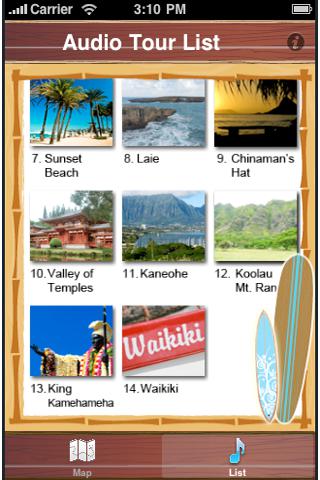 Carrier 3:10 PM
Audio Tour List
7. Sunset
Beach
8. Laie
9. Chinaman's
Hat
10. Valley of
Temples
11. Kaneohe
12. Koolau
Mt. Ran
13. King
Kamehameha
14. Waikiki
Waikiki
Map
List